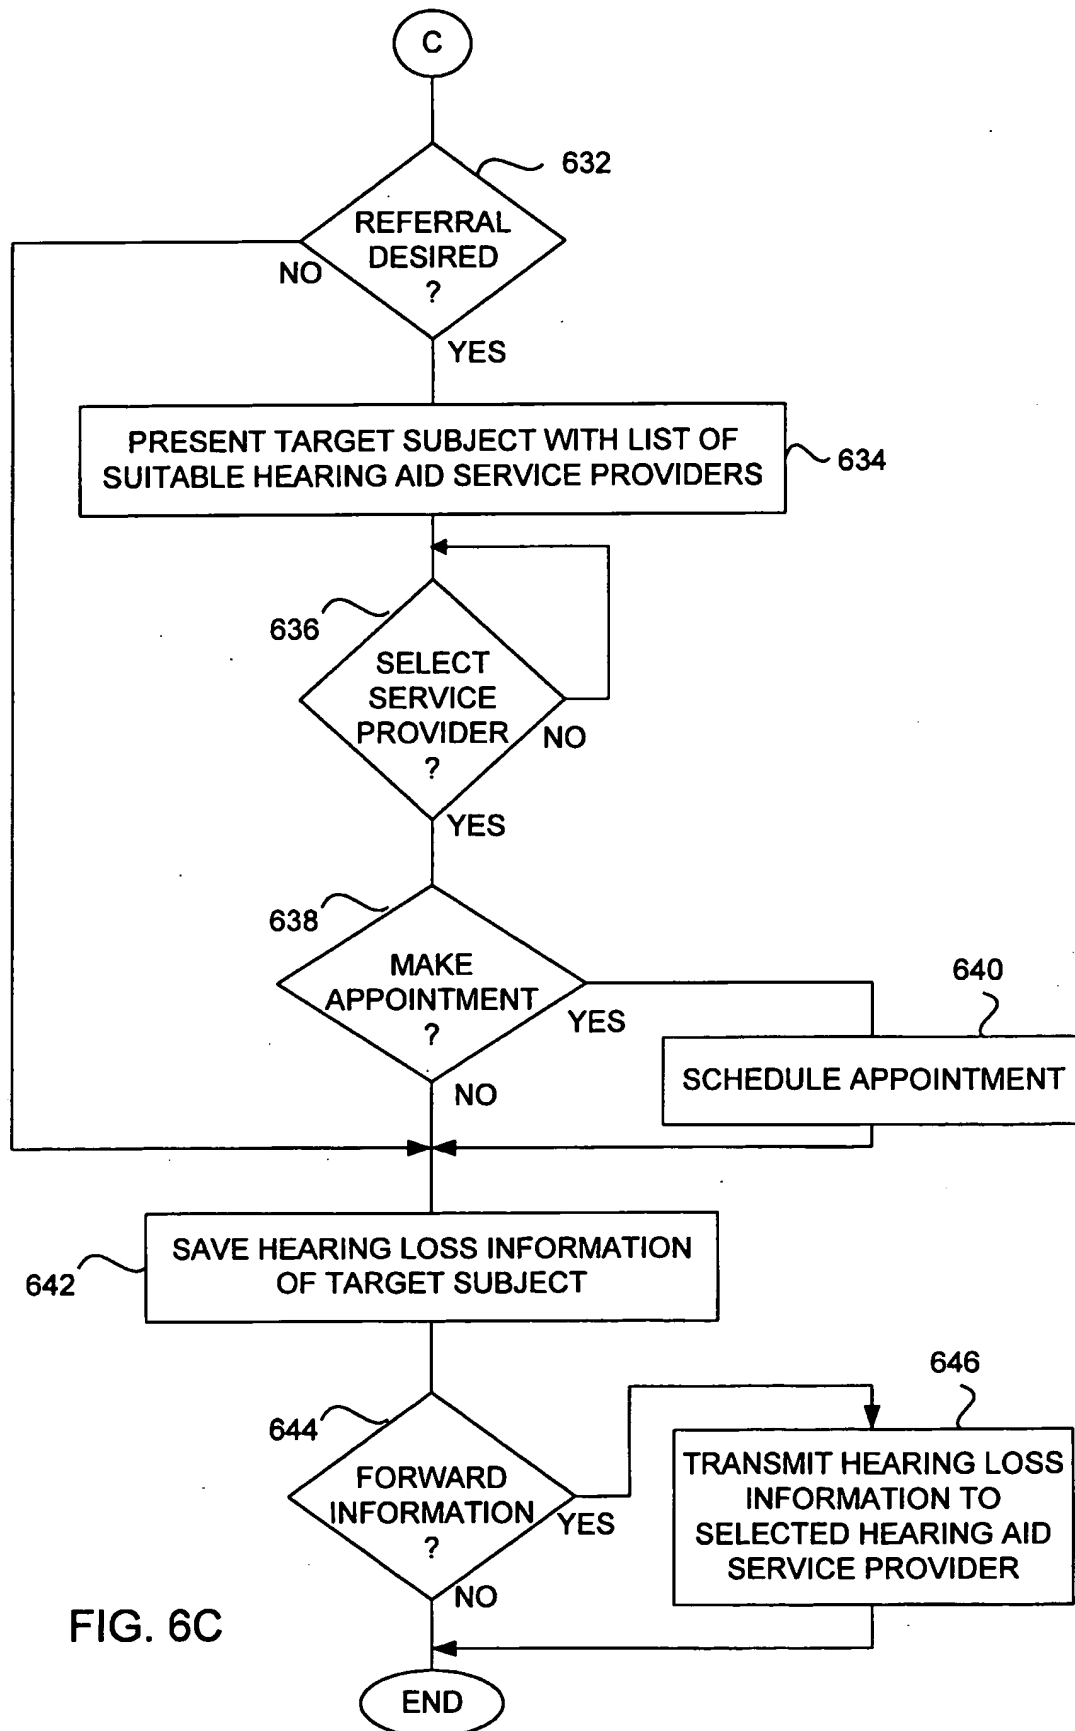 C
632
REFERRAL
DESIRED
?
NO
YES
PRESENT TARGET SUBJECT WITH LIST OF
SUITABLE HEARING AID SERVICE PROVIDERS
634
636
SELECT
SERVICE
PROVIDER
?
NO
YES
638
MAKE
APPOINTMENT
?
YES
640
SCHEDULE APPOINTMENT
NO
SAVE HEARING LOSS INFORMATION
OF TARGET SUBJECT
642
644
FORWARD
INFORMATION
?
YES
646
TRANSMIT HEARING LOSS
INFORMATION TO
SELECTED HEARING AID
SERVICE PROVIDER
NO
FIG. 6C
END